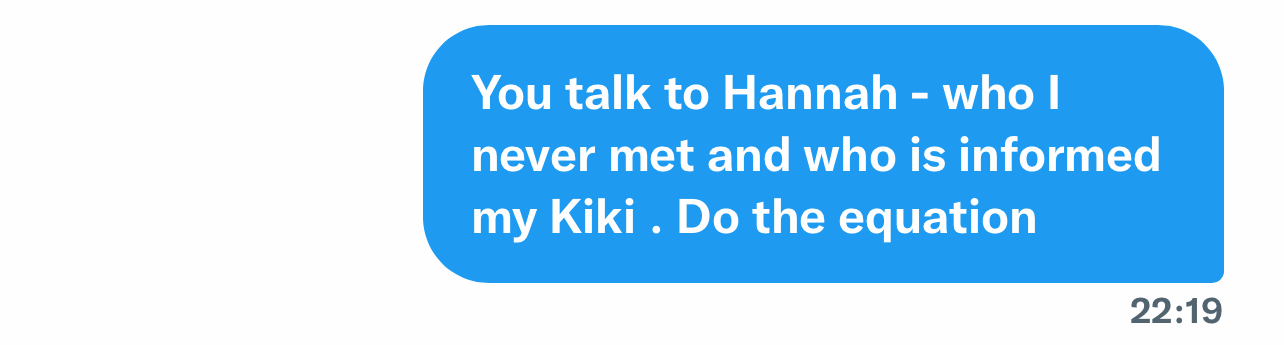 You talk to Hannah - who I
never met and who is informed
my Kiki . Do the equation
22:19